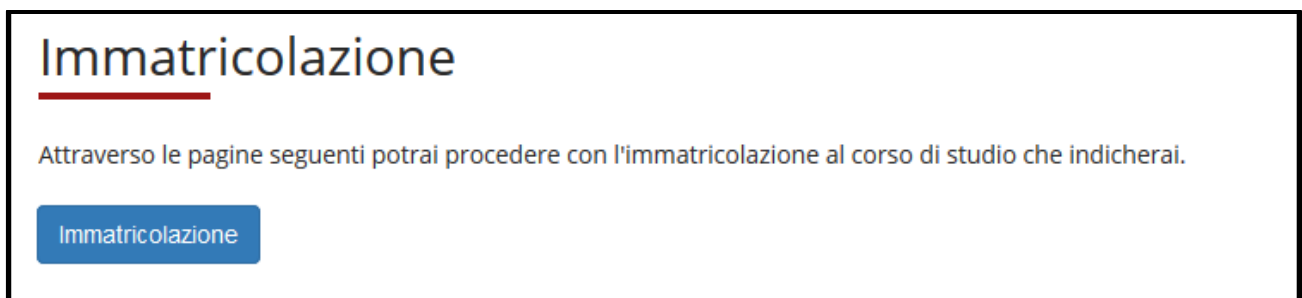 Immatricolazione
Attraverso le pagine seguenti potrai procedere con l'immatricolazione al corso di studio che indicherai.
Immatricolazione